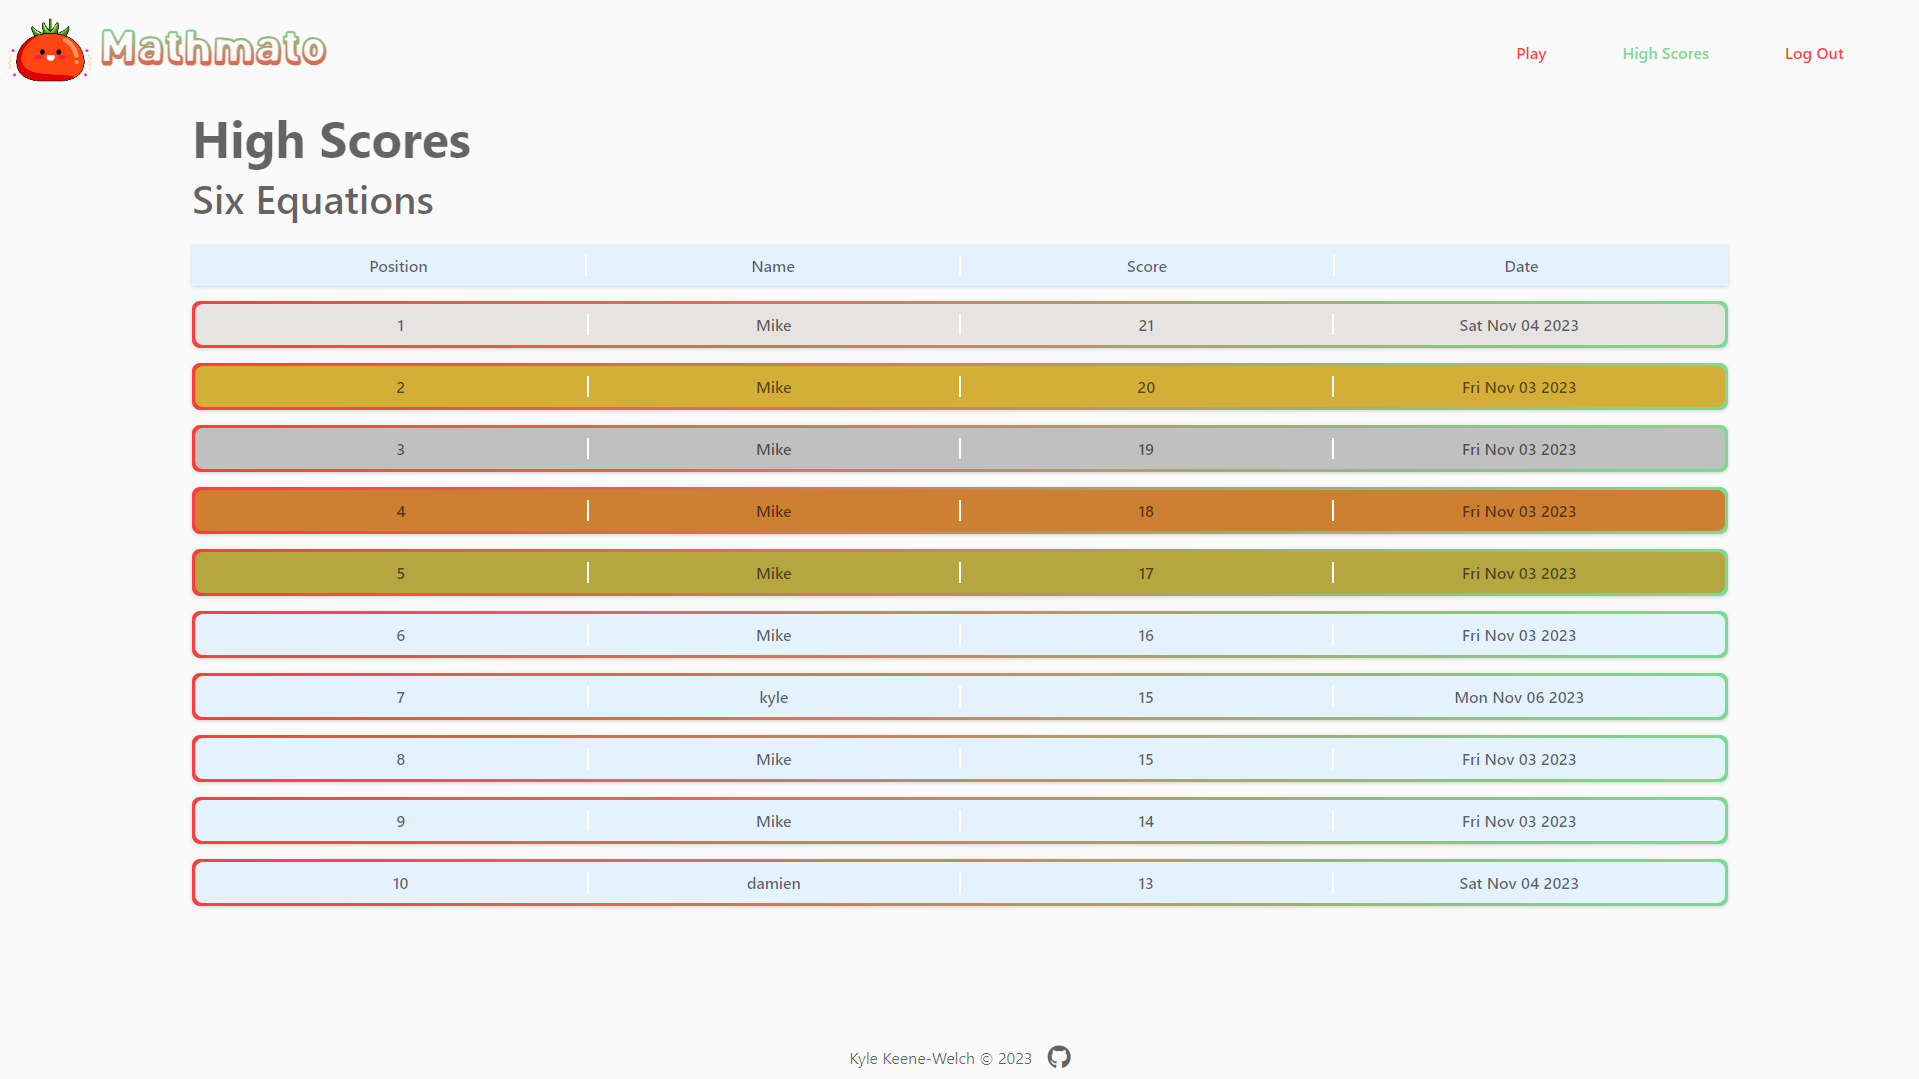 Mathmato
Play High Scores Log Out
High Scores
Six Equations
Position Name Score Date
1 Mike 21 Sat Nov 04 2023
2 Mike 20 Fri Nov 03 2023
3 Mike 19 Fri Nov 03 2023
4 Mike 18 Fri Nov 03 2023
5 Mike 17 Fri Nov 03 2023
6 Mike 16 Fri Nov 03 2023
7 kyle 15 Mon Nov 06 2023
8 Mike 15 Fri Nov 03 2023
9 Mike 14 Fri Nov 03 2023
10 damien 13 Sat Nov 04 2023
Kyle Keene-Welch © 2023